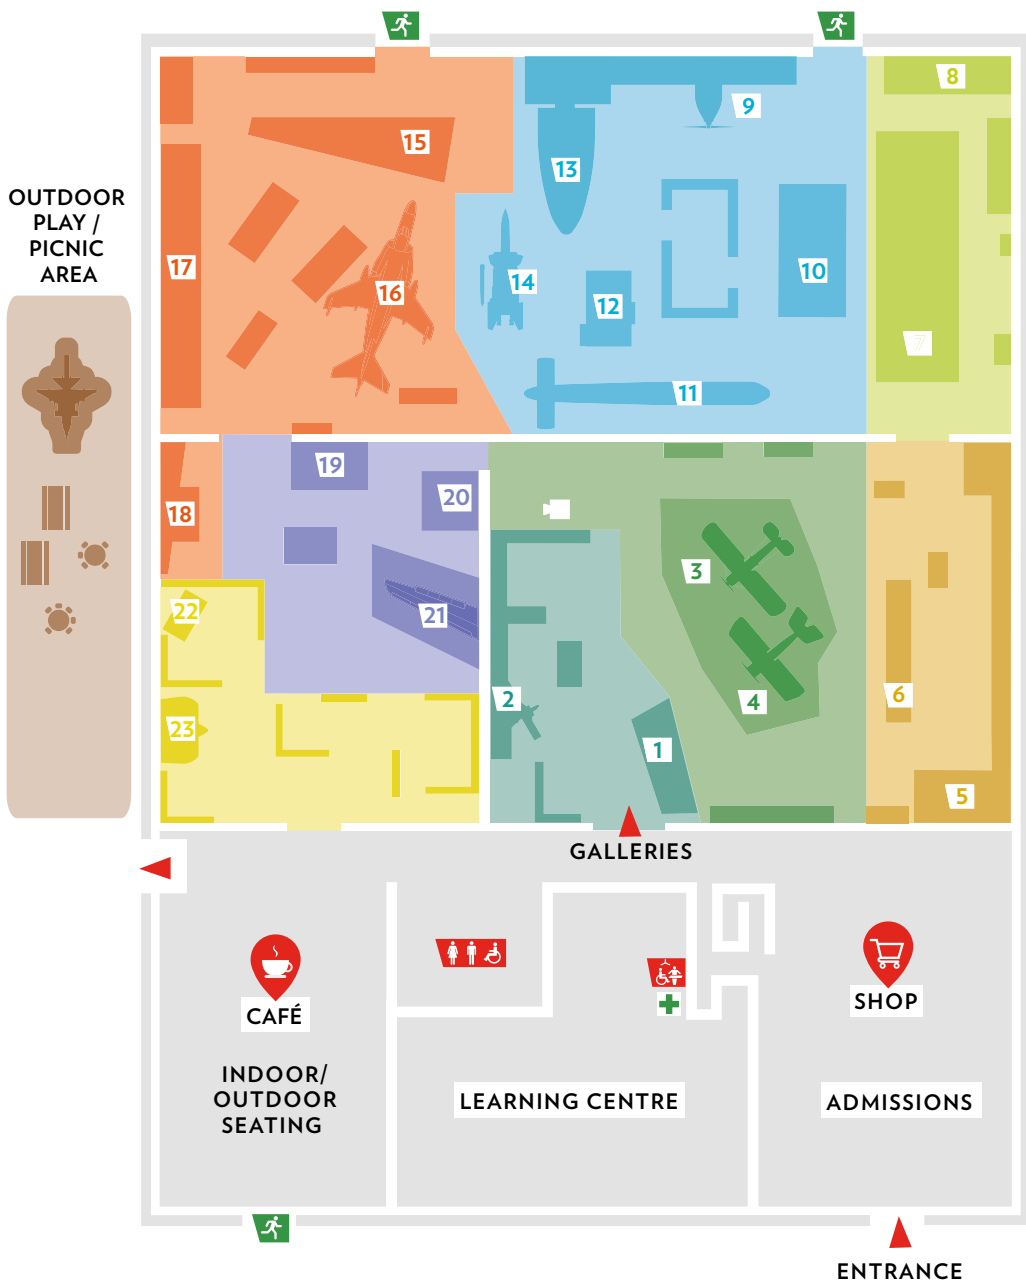 8
9
15
13
OUTDOOR
PLAY /
PICNIC
AREA
17
14
10
16
12
7
11
19
20
18
3
22
21
2
6
4
23
1
5
GALLERIES
CAFÉ
SHOP
INDOOR/
OUTDOOR
SEATING
LEARNING CENTRE
ADMISSIONS
ENTRANCE